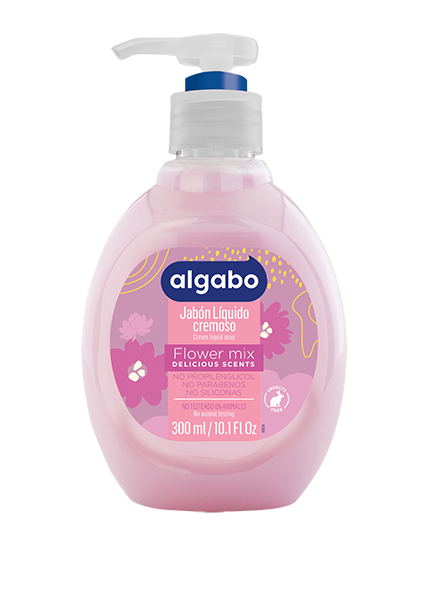 algabo
Jabón Líquido
cremoso
Cream liquid soap
Flower mix
DELICIOUS SCENTS
NO PROPILENGLICOL
NO PARABENOS
NO SILICONAS
CRUELTY
FREE
NO TESTEADO EN ANIMALES
No animal testing
300 ml/10.1 Fl Oz